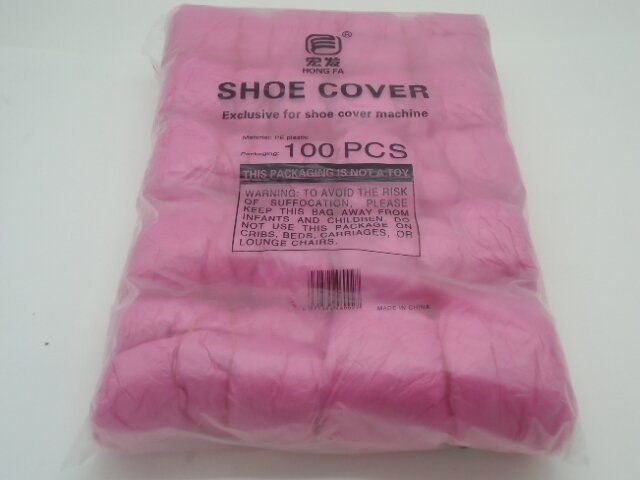 ®
宏发
HONG FA
SHOE COVER
Exclusive for shoe cover machine
Material: PE plastic
Packaging: 100 PCS
THIS PACKAGING IS NOT A TOY
WARNING: TO AVOID THE RISK
OF SUFFOCATION, PLEASE
KEEP THIS BAG AWAY FROM
INFANTS AND CHILDREN. DO
NOT USE THIS PACKAGE ON
CRIBS, BEDS, CARRIAGES, OR
LOUNGE CHAIRS.
MADE IN CHINA